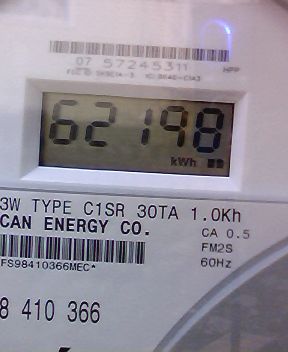 07 57245311
HPP
62198
kWh
3W TYPE C1SR 30TA 1.0Kh
CAN ENERGY CO.
CA 0.5
FM2S
60Hz
FS98410366MEC*
8 410 366